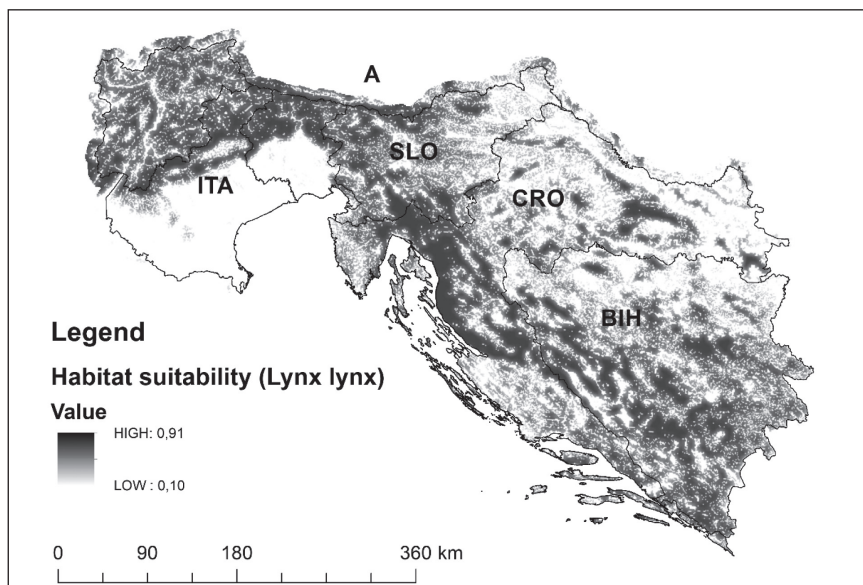 A
SLO
ITA
CRO
BIH
Legend
Habitat suitability (Lynx lynx)
Value
HIGH: 0,91
LOW : 0,10
0 90 180 360 km